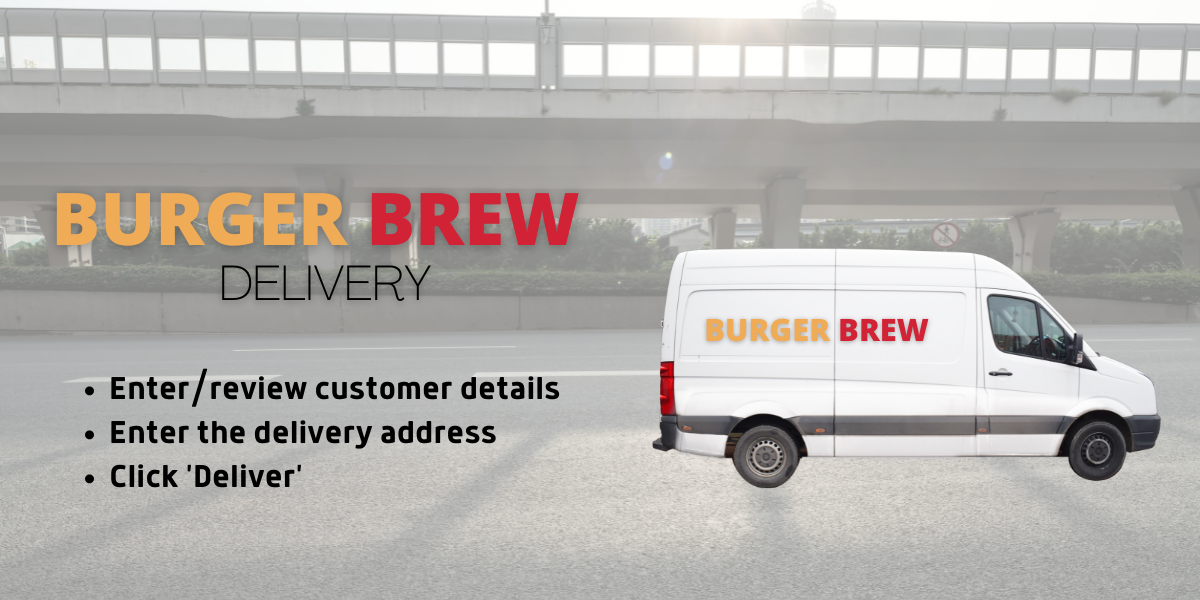 BURGER BREW
DELIVERY
• Enter/review customer details
• Enter the delivery address
• Click 'Deliver'
BURGER BREW